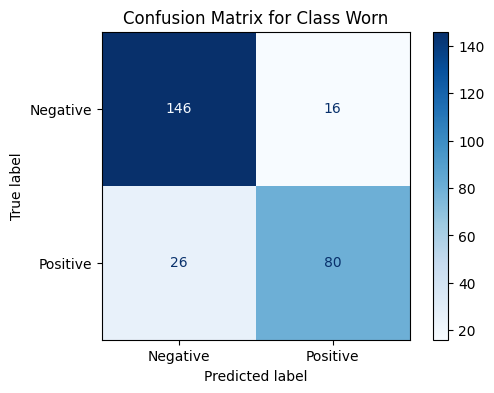 Confusion Matrix for Class Worn
True label
Negative
Positive
146
16
26
80
Negative
Positive
Predicted label
140
120
100
80
60
40
20